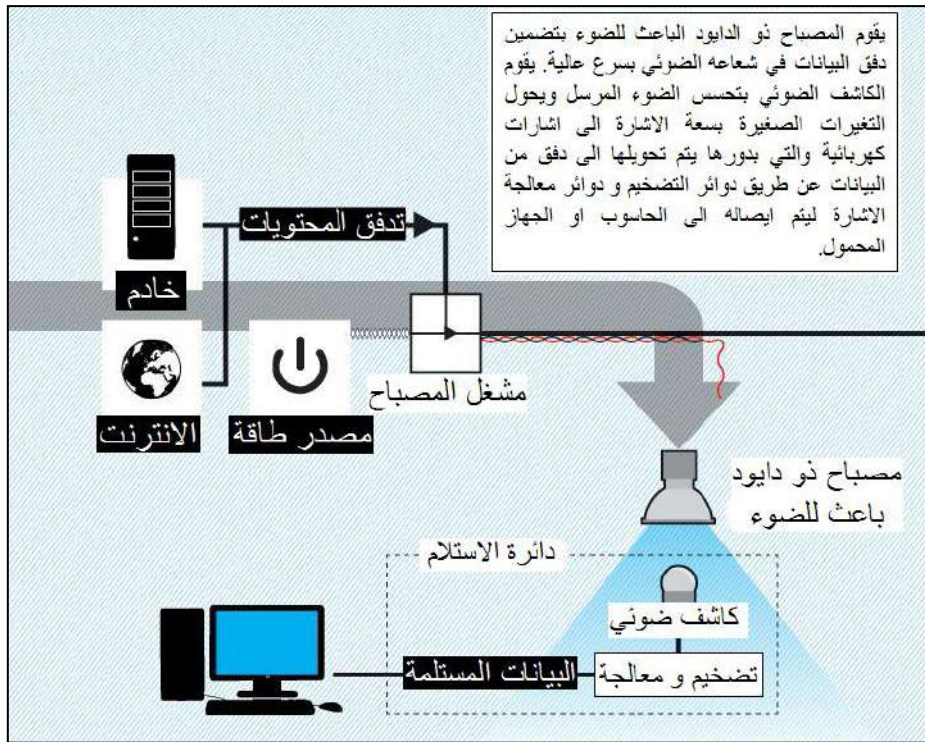 يقوم المصباح ذو الدايود الباعث للضوء بتضمين
دفق البيانات في شعاعه الضوئي بسرع عالية. يقوم
الكاشف الضوئي بتحسس الضوء المرسل ويحول
التغيرات الصغيرة بسعة الاشارة الى اشارات
كهربائية والتي بدورها يتم تحويلها الى دفق من
البيانات عن طريق دوائر التضخيم و دوائر معالجة
الاشارة ليتم ايصاله الى الحاسوب او الجهاز
المحمول.
تدفق المحتويات
خادم
مشغل المصباح
مصدر طاقة
الانترنت
مصباح ذو دايود
باعث للضوء
دائرة الاستلام
كاشف ضوئي
تضخيم و معالجة
البيانات المستلمة